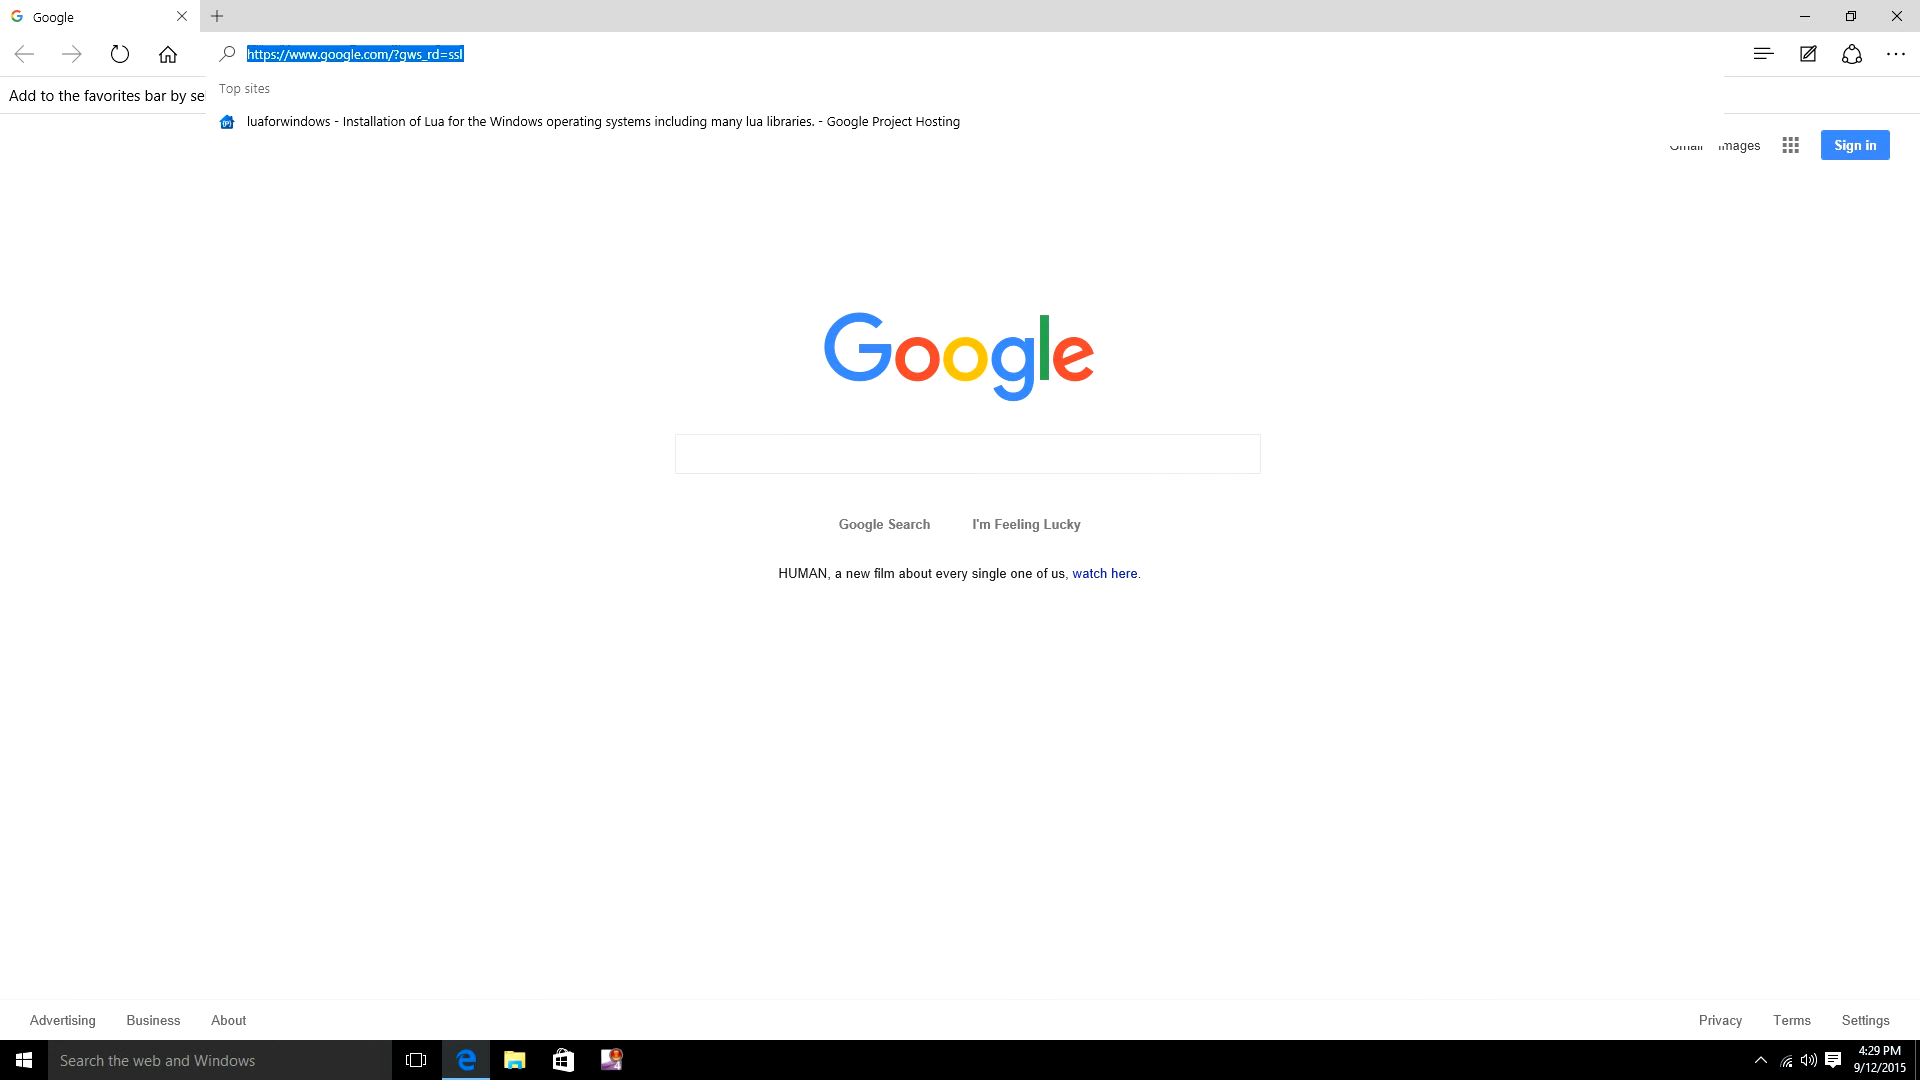 Google
https://www.google.com/?gws_rd=ssl
Top sites
Add to the favorites bar by se
luaforwindows - Installation of Lua for the Windows operating systems including many lua libraries. - Google Project Hosting
Gmail Images
Sign in
Google
Google Search I'm Feeling Lucky
HUMAN, a new film about every single one of us, watch here.
Advertising Business About Privacy Terms Settings
Search the web and Windows
4
4:29 PM
9/12/2015